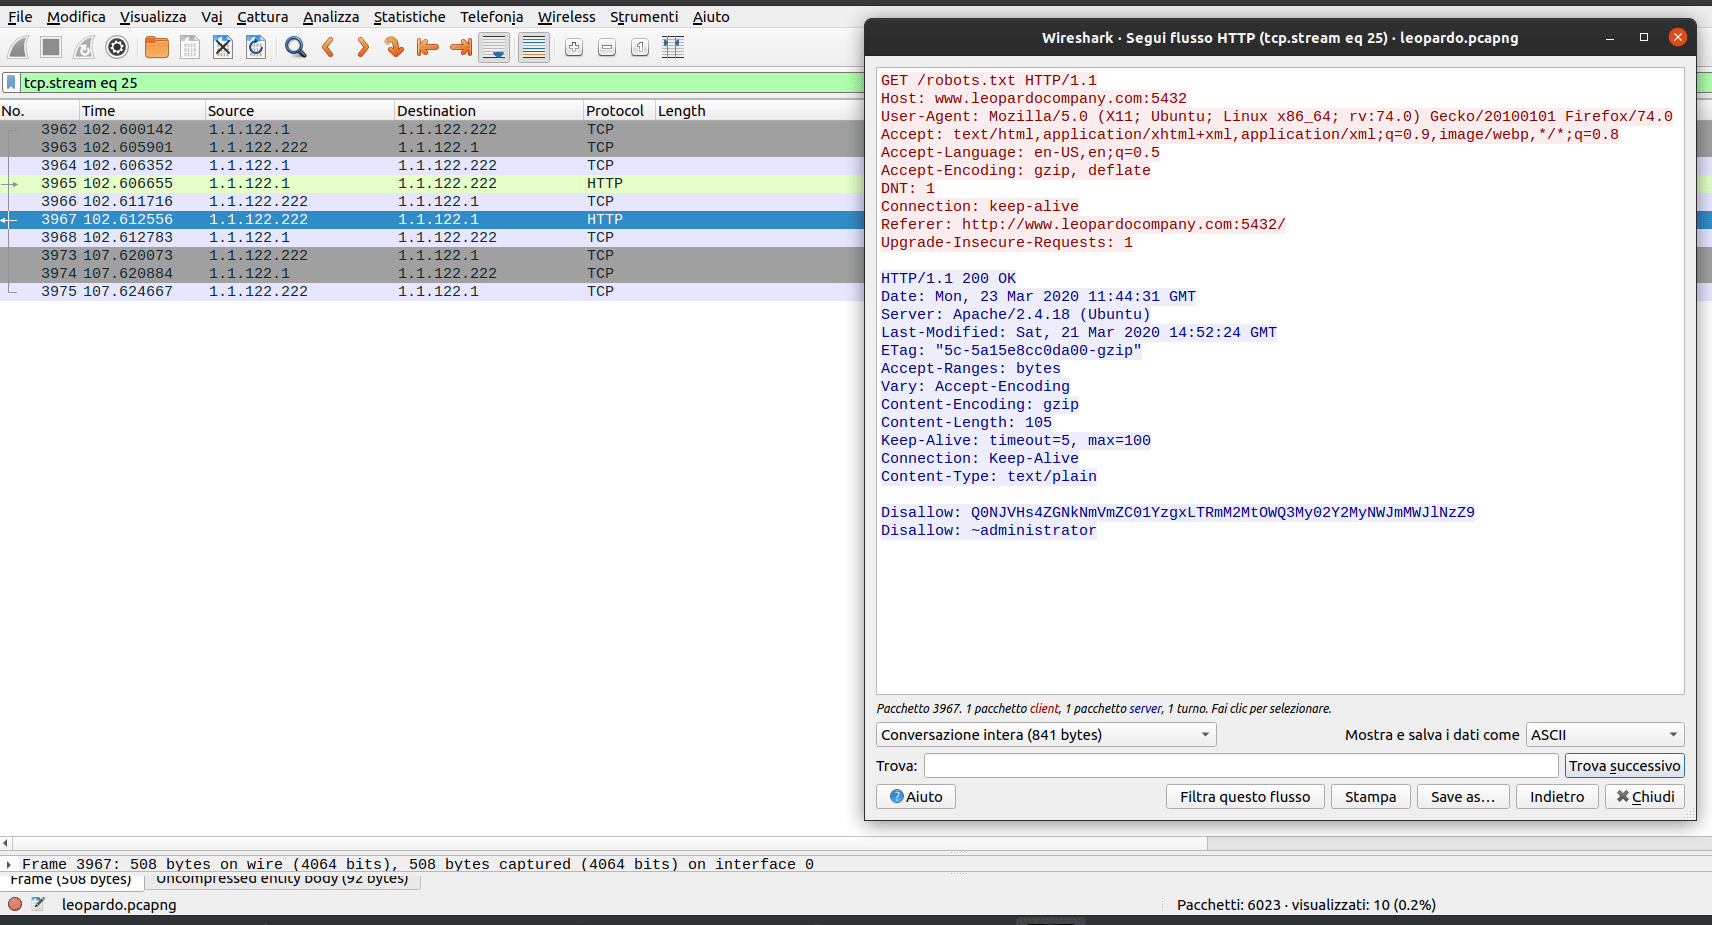 File Modifica Visualizza Vai Cattura Analizza Statistiche Telefonia Wireless Strumenti Aiuto
tcp.stream eq 25
No. Time Source Destination Protocol Length
3962 102.600142 1.1.122.1 1.1.122.222 TCP
3963 102.605901 1.1.122.222 1.1.122.1 TCP
3964 102.606352 1.1.122.1 1.1.122.222 TCP
3965 102.606655 1.1.122.1 1.1.122.222 HTTP
3966 102.611716 1.1.122.222 1.1.122.1 TCP
3967 102.612556 1.1.122.222 1.1.122.1 HTTP
3968 102.612783 1.1.122.1 1.1.122.222 TCP
3973 107.620073 1.1.122.222 1.1.122.1 TCP
3974 107.620884 1.1.122.1 1.1.122.222 TCP
3975 107.624667 1.1.122.222 1.1.122.1 TCP
Wireshark · Segui flusso HTTP (tcp.stream eq 25) · leopardo.pcapng
GET /robots.txt HTTP/1.1
Host: www.leopardocompany.com:5432
User-Agent: Mozilla/5.0 (X11; Ubuntu; Linux x86_64; rv:74.0) Gecko/20100101 Firefox/74.0
Accept: text/html,application/xhtml+xml,application/xml;q=0.9,image/webp,*/*;q=0.8
Accept-Language: en-US,en;q=0.5
Accept-Encoding: gzip, deflate
DNT: 1
Connection: keep-alive
Referer: http://www.leopardocompany.com:5432/
Upgrade-Insecure-Requests: 1
HTTP/1.1 200 OK
Date: Mon, 23 Mar 2020 11:44:31 GMT
Server: Apache/2.4.18 (Ubuntu)
Last-Modified: Sat, 21 Mar 2020 14:52:24 GMT
ETag: "5c-5a15e8cc0da00-gzip"
Accept-Ranges: bytes
Vary: Accept-Encoding
Content-Encoding: gzip
Content-Length: 105
Keep-Alive: timeout=5, max=100
Connection: Keep-Alive
Content-Type: text/plain
Disallow: Q0NJVHs4ZGNkNmVmZC01YzgxLTRmM2MtOWQ3My02Y2MyNWJmMWJlNzZ9
Disallow: ~administrator
Pacchetto 3967. 1 pacchetto client, 1 pacchetto server, 1 turno. Fai clic per selezionare.
Conversazione intera (841 bytes) Mostra e salva i dati come ASCII
Trova: Trova successivo
Aiuto Filtra questo flusso Stampa Save as… Indietro Chiudi
Frame 3967: 508 bytes on wire (4064 bits), 508 bytes captured (4064 bits) on interface 0
Frame (508 bytes) Uncompressed entity body (92 bytes)
leopardo.pcapng Pacchetti: 6023 · visualizzati: 10 (0.2%)